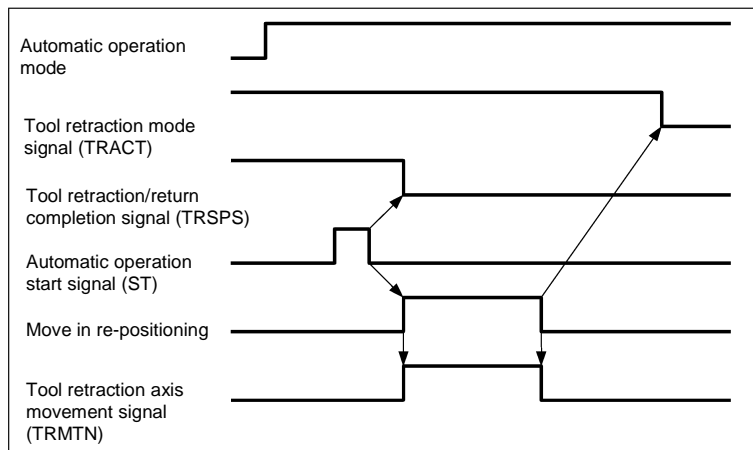 Automatic operation
mode
Tool retraction mode
signal (TRACT)
Tool retraction/return
completion signal (TRSPS)
Automatic operation
start signal (ST)
Move in re-positioning
Tool retraction axis
movement signal
(TRMTN)